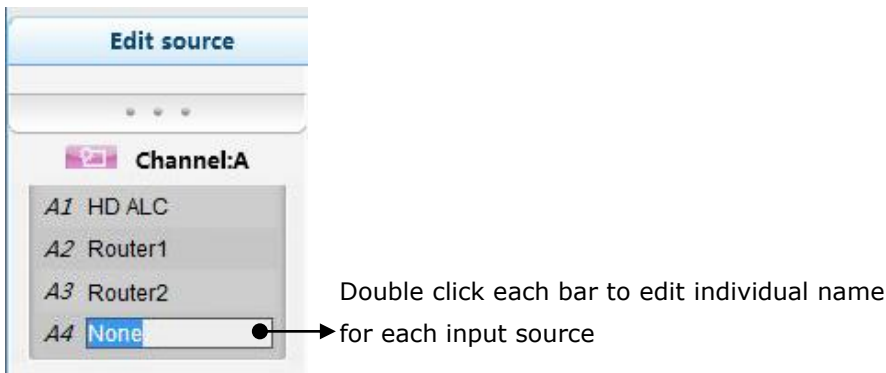 Edit source
Channel:A
A1 HD ALC
A2 Router1
A3 Router2
A4 None
Double click each bar to edit individual name
for each input source